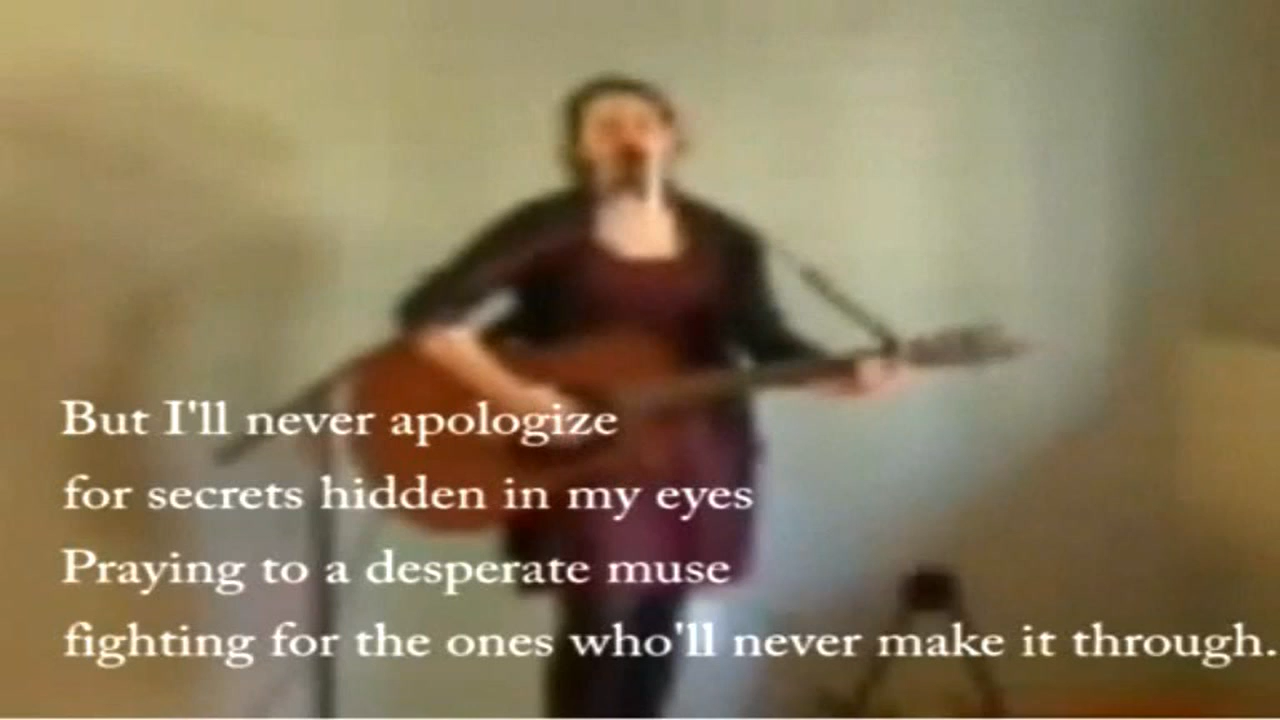 But I'll never apologize
for secrets hidden in my eyes
Praying to a desperate muse
fighting for the ones who'll never make it through.